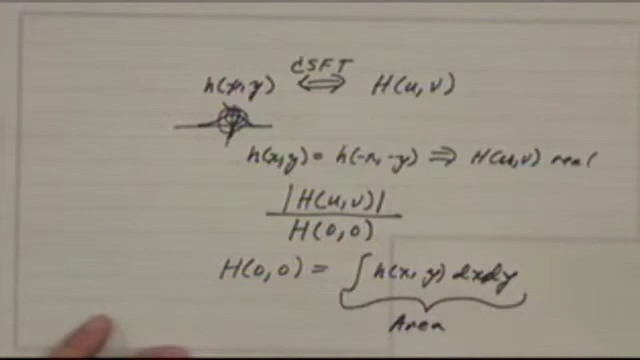 CSFT
h(x,y) ⟺ H(u,v)
h(x,y) = h(-x,-y) ⟹ H(u,v) real
|H(u,v)|
H(0,0)
H(0,0) = ∫ h(x,y) dxdy
Area